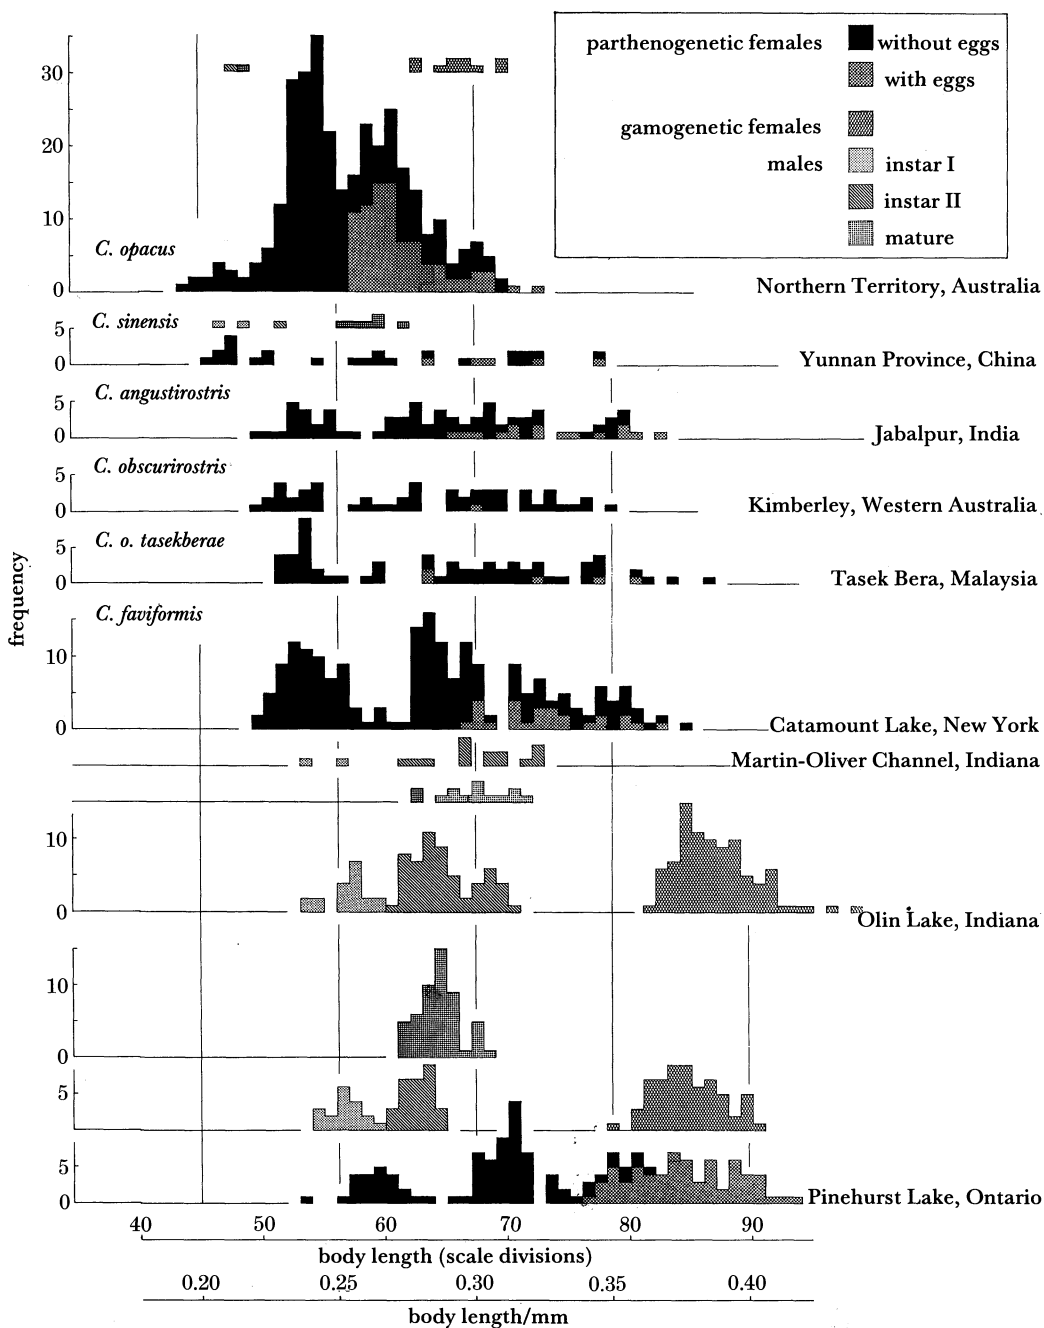 parthenogenetic females without eggs
with eggs
gamogenetic females
males instar I
instar II
mature
30
20
10
0
C. opacus
Northern Territory, Australia
C. sinensis
5
0
Yunnan Province, China
C. angustirostris
5
0
Jabalpur, India
C. obscurirostris
5
0
Kimberley, Western Australia
C. o. tasekberae
5
0
Tasek Bera, Malaysia
C. faviformis
10
0
Catamount Lake, New York
Martin-Oliver Channel, Indiana
10
0
Olin Lake, Indiana
10
0
5
5
0
Pinehurst Lake, Ontario
frequency
40 50 60 70 80 90
body length (scale divisions)
0.20 0.25 0.30 0.35 0.40
body length/mm